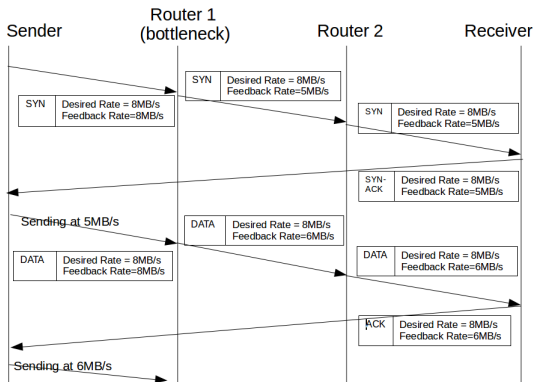 Sender
Router 1
(bottleneck)
Router 2
Receiver
SYN
Desired Rate = 8MB/s
Feedback Rate=5MB/s
SYN
Desired Rate = 8MB/s
Feedback Rate=8MB/s
SYN
Desired Rate = 8MB/s
Feedback Rate=5MB/s
SYN-
ACK
Desired Rate = 8MB/s
Feedback Rate=5MB/s
Sending at 5MB/s
DATA
Desired Rate = 8MB/s
Feedback Rate=6MB/s
DATA
Desired Rate = 8MB/s
Feedback Rate=8MB/s
DATA
Desired Rate = 8MB/s
Feedback Rate=6MB/s
ACK
Desired Rate = 8MB/s
Feedback Rate=6MB/s
Sending at 6MB/s